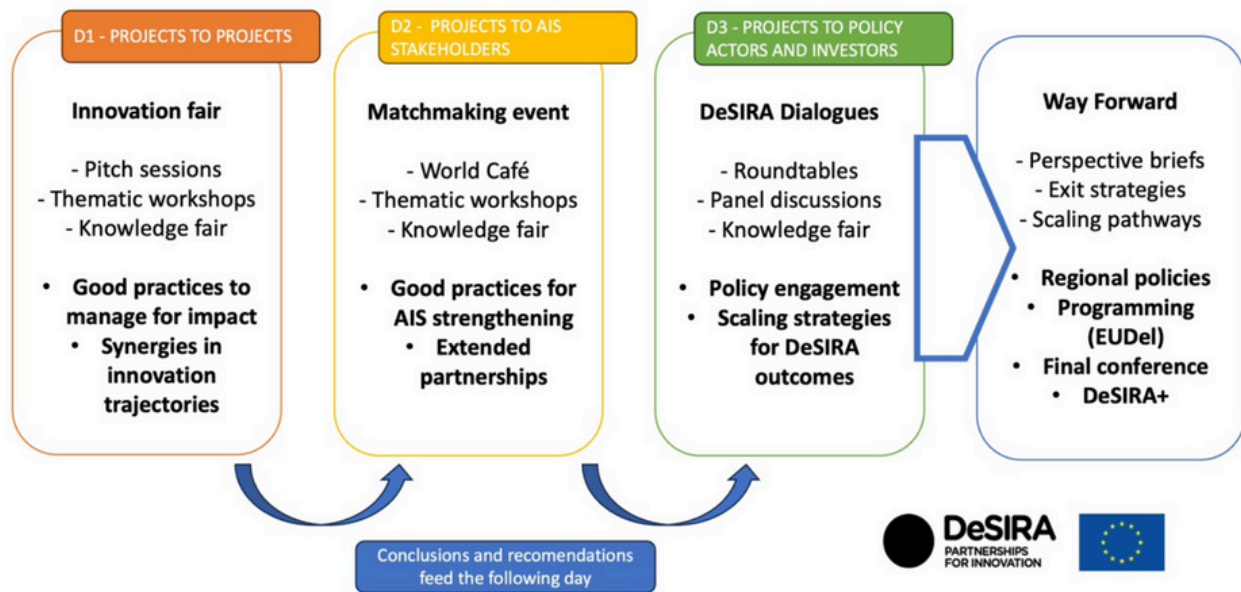 D1 - PROJECTS TO PROJECTS
Innovation fair
- Pitch sessions
- Thematic workshops
- Knowledge fair
• Good practices to
manage for impact
• Synergies in
innovation
trajectories
D2 - PROJECTS TO AIS
STAKEHOLDERS
Matchmaking event
- World Café
- Thematic workshops
- Knowledge fair
• Good practices for
AIS strengthening
• Extended
partnerships
D3 - PROJECTS TO POLICY
ACTORS AND INVESTORS
DeSIRA Dialogues
- Roundtables
- Panel discussions
- Knowledge fair
• Policy engagement
• Scaling strategies
for DeSIRA
outcomes
Way Forward
- Perspective briefs
- Exit strategies
- Scaling pathways
• Regional policies
• Programming
(EUDel)
• Final conference
• DeSIRA+
Conclusions and recomendations
feed the following day
DeSIRA
PARTNERSHIPS
FOR INNOVATION